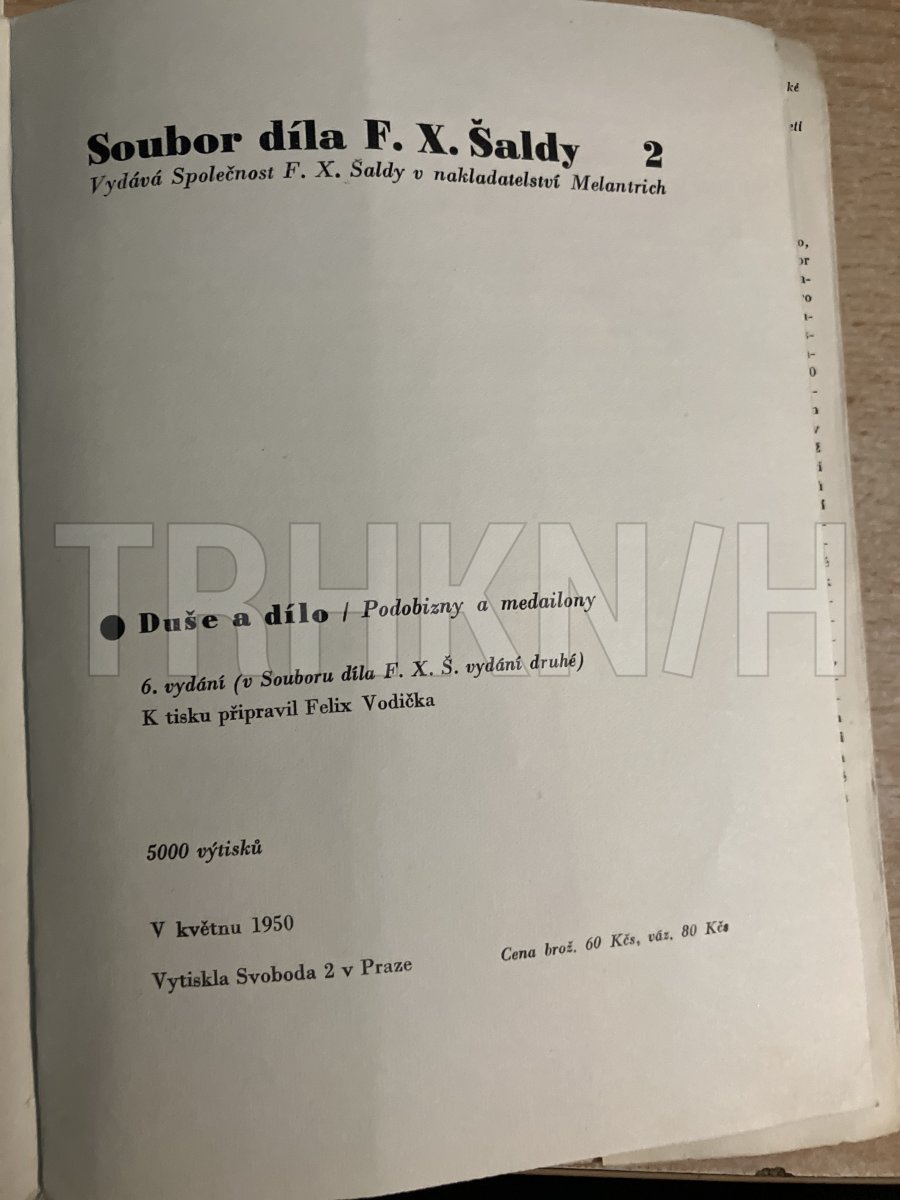 Soubor díla F. X. Šaldy 2
Vydává Společnost F. X. Šaldy v nakladatelství Melantrich
TRHKN/H
● Duše a dílo / Podobizny a medailony
6. vydání (v Souboru díla F. X. Š. vydání druhé)
K tisku připravil Felix Vodička
5000 výtisků
V květnu 1950
Vytiskla Svoboda 2 v Praze
Cena brož. 60 Kčs, váz. 80 Kčs